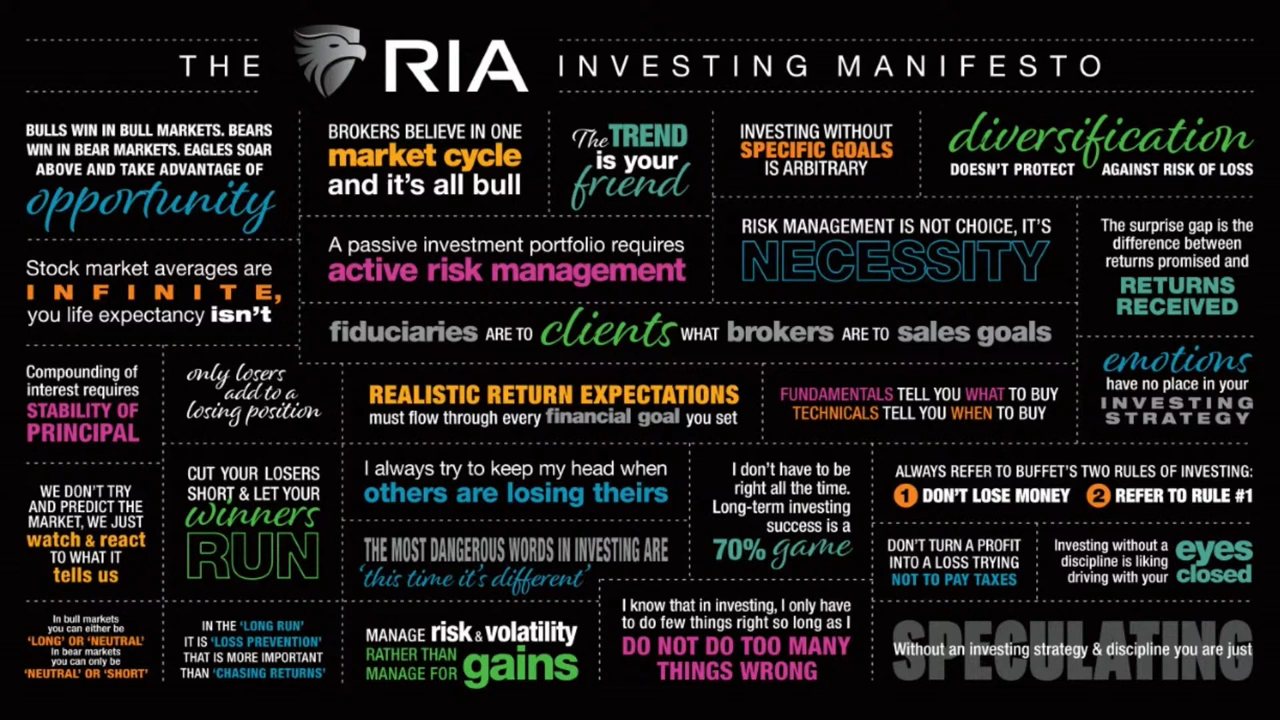 THE RIA INVESTING MANIFESTO
BULLS WIN IN BULL MARKETS. BEARS
WIN IN BEAR MARKETS. EAGLES SOAR
ABOVE AND TAKE ADVANTAGE OF
opportunity
BROKERS BELIEVE IN ONE
market cycle
and it's all bull
The TREND
is your
friend
INVESTING WITHOUT
SPECIFIC GOALS
IS ARBITRARY
diversification
DOESN'T PROTECT AGAINST RISK OF LOSS
Stock market averages are
INFINITE,
you life expectancy isn't
A passive investment portfolio requires
active risk management
RISK MANAGEMENT IS NOT CHOICE, IT'S
NECESSITY
The surprise gap is the
difference between
returns promised and
RETURNS
RECEIVED
fiduciaries ARE TO clients WHAT brokers ARE TO sales goals
Compounding of
interest requires
STABILITY OF
PRINCIPAL
only losers
add to a
losing position
REALISTIC RETURN EXPECTATIONS
must flow through every financial goal you set
FUNDAMENTALS TELL YOU WHAT TO BUY
TECHNICALS TELL YOU WHEN TO BUY
emotions
have no place in your
INVESTING
STRATEGY
WE DON'T TRY
AND PREDICT THE
MARKET, WE JUST
watch & react
TO WHAT IT
tells us
CUT YOUR LOSERS
SHORT & LET YOUR
winners
RUN
I always try to keep my head when
others are losing theirs
I don't have to be
right all the time.
Long-term investing
success is a
70% game
ALWAYS REFER TO BUFFET'S TWO RULES OF INVESTING:
1 DON'T LOSE MONEY 2 REFER TO RULE #1
THE MOST DANGEROUS WORDS IN INVESTING ARE
'this time it's different'
DON'T TURN A PROFIT
INTO A LOSS TRYING
NOT TO PAY TAXES
Investing without a
discipline is liking
driving with your
eyes
closed
In bull markets
you can either be
'LONG' OR 'NEUTRAL'
In bear markets
you can only be
'NEUTRAL' OR 'SHORT'
IN THE 'LONG RUN'
IT IS 'LOSS PREVENTION'
THAT IS MORE IMPORTANT
THAN 'CHASING RETURNS'
MANAGE risk & volatility
RATHER THAN
MANAGE FOR gains
I know that in investing, I only have
to do few things right so long as I
DO NOT DO TOO MANY
THINGS WRONG
Without an investing strategy & discipline you are just
SPECULATING